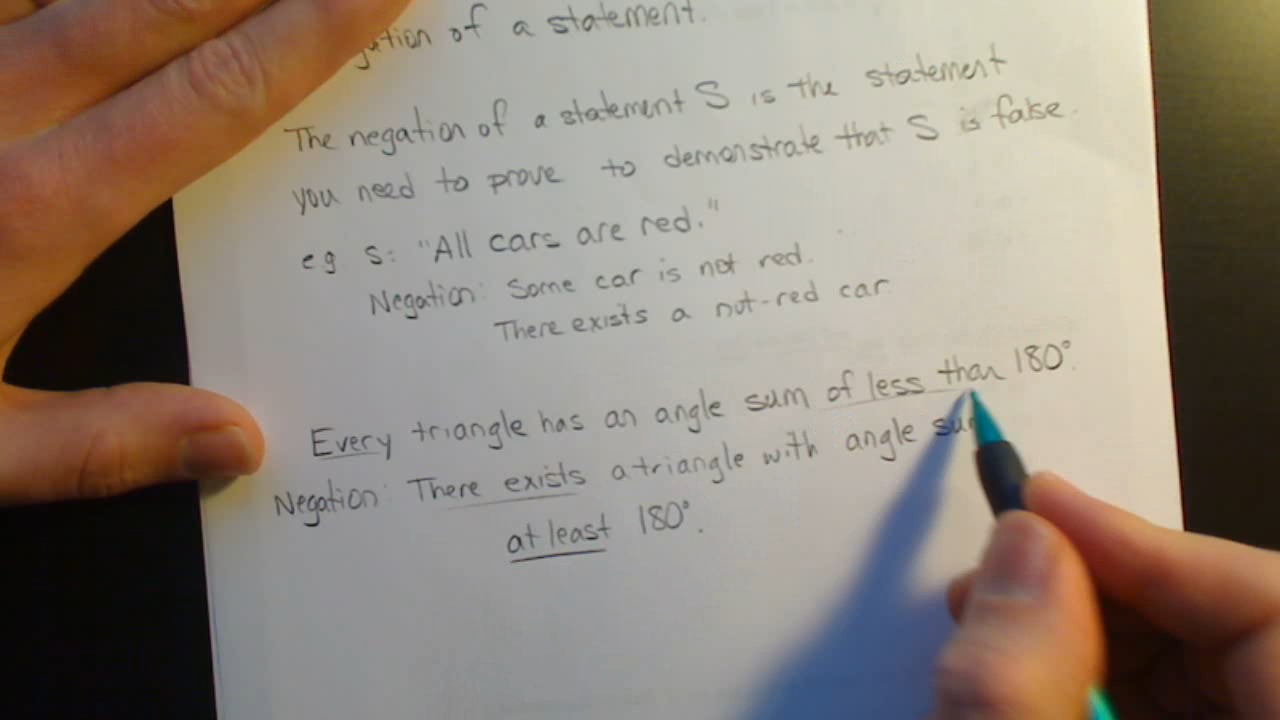 of a statement.
The negation of a statement S is the statement
you need to prove to demonstrate that S is false.
eg S: "All cars are red."
Negation: Some car is not red.
There exists a not-red car.
Every triangle has an angle sum of less than 180°.
Negation: There exists a triangle with angle
at least 180°.